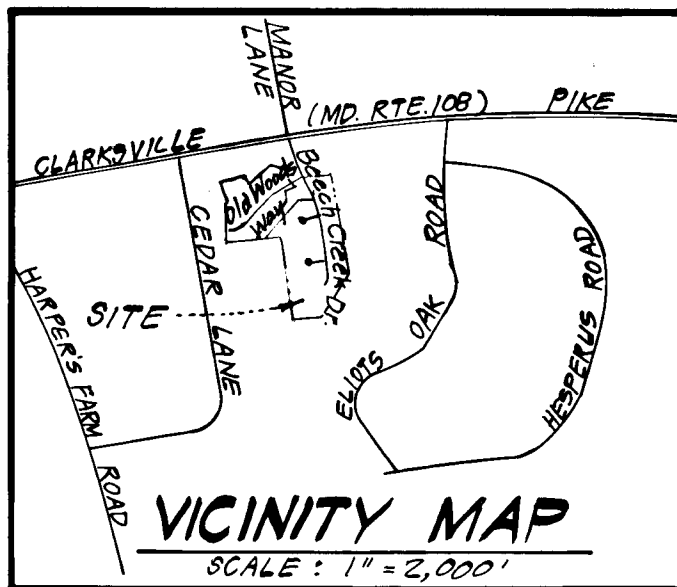 MANOR
LANE
(MD. RTE. 108)
PIKE
CLARKSVILLE
Old Woods
Way
Beech Creek Dr.
CEDAR LANE
ROAD
OAK
ELIOTS
HESPERUS ROAD
SITE
HARPER'S FARM
ROAD
VICINITY MAP
SCALE : 1" = 2,000'